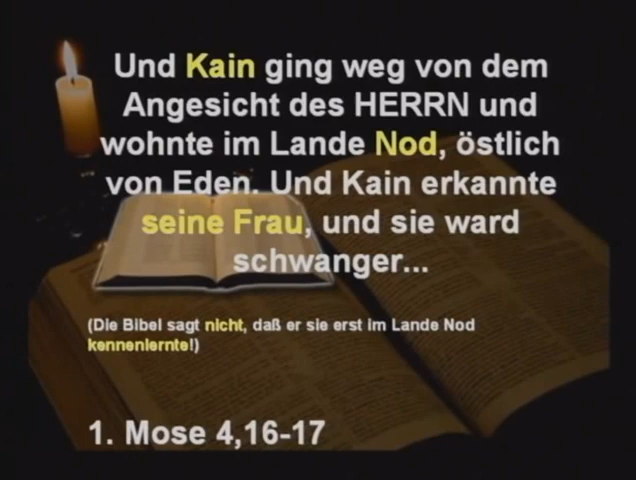 Und Kain ging weg von dem
Angesicht des HERRN und
wohnte im Lande Nod, östlich
von Eden. Und Kain erkannte
seine Frau, und sie ward
schwanger...
(Die Bibel sagt nicht, daß er sie erst im Lande Nod
kennenlernte!)
1. Mose 4,16-17